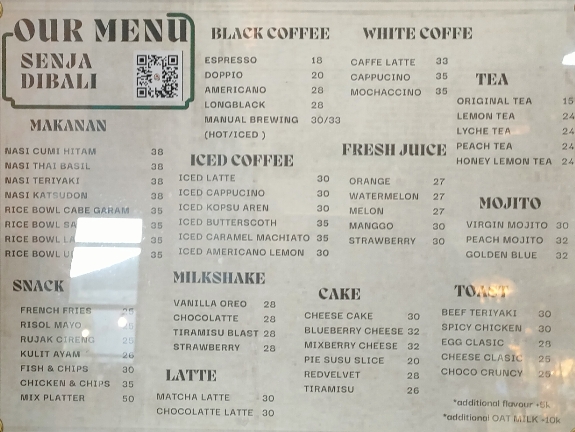 OUR MENU
SENJA
DIBALI
MAKANAN
NASI CUMI HITAM 38
NASI THAI BASIL 38
NASI TERIYAKI 38
NASI KATSUDON 38
RICE BOWL CABE GARAM 35
RICE BOWL 35
RICE BOWL 35
RICE BOWL 35
SNACK
FRENCH FRIES
RISOL MAYO
RUJAK CIRENG
KULIT AYAM 26
FISH & CHIPS 30
CHICKEN & CHIPS 35
MIX PLATTER 50
BLACK COFFEE
ESPRESSO 18
DOPPIO 20
AMERICANO 28
LONGBLACK 28
MANUAL BREWING 30/33
(HOT/ICED )
ICED COFFEE
ICED LATTE 30
ICED CAPPUCINO 30
ICED KOPSU AREN 30
ICED BUTTERSCOTH 35
ICED CARAMEL MACHIATO 35
ICED AMERICANO LEMON 30
MILKSHAKE
VANILLA OREO 28
CHOCOLATTE 28
TIRAMISU BLAST 28
STRAWBERRY 28
LATTE
MATCHA LATTE 30
CHOCOLATTE LATTE 30
WHITE COFFE
CAFFE LATTE 33
CAPPUCINO 35
MOCHACCINO 35
FRESH JUICE
ORANGE 27
WATERMELON 27
MELON 27
MANGGO 30
STRAWBERRY 30
CAKE
CHEESE CAKE 30
BLUEBERRY CHEESE 32
MIXBERRY CHEESE 32
PIE SUSU SLICE 20
REDVELVET 28
TIRAMISU 26
TEA
ORIGINAL TEA 15
LEMON TEA 24
LYCHE TEA 24
PEACH TEA 24
HONEY LEMON TEA 24
MOJITO
VIRGIN MOJITO 30
PEACH MOJITO 32
GOLDEN BLUE 32
TOAST
BEEF TERIYAKI 30
SPICY CHICKEN 30
EGG CLASIC 28
CHEESE CLASIC 25
CHOCO CRUNCY 25
*additional flavour +5k
*additional OAT MILK +10k